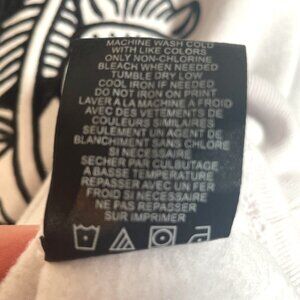 MACHINE WASH COLD
WITH LIKE COLORS
ONLY NON-CHLORINE
BLEACH WHEN NEEDED
TUMBLE DRY LOW
COOL IRON IF NEEDED
DO NOT IRON ON PRINT
LAVER A LA MACHINE A FROID
AVEC DES VETEMENTS DE
COULEURS SIMILAIRES
SEULEMENT UN AGENT DE
BLANCHIMENT SANS CHLORE
SI NECESSAIRE
SECHER PAR CULBUTAGE
A BASSE TEMPERATURE
REPASSER AVEC UN FER
FROID SI NECESSAIRE
NE PAS REPASSER
SUR IMPRIMER